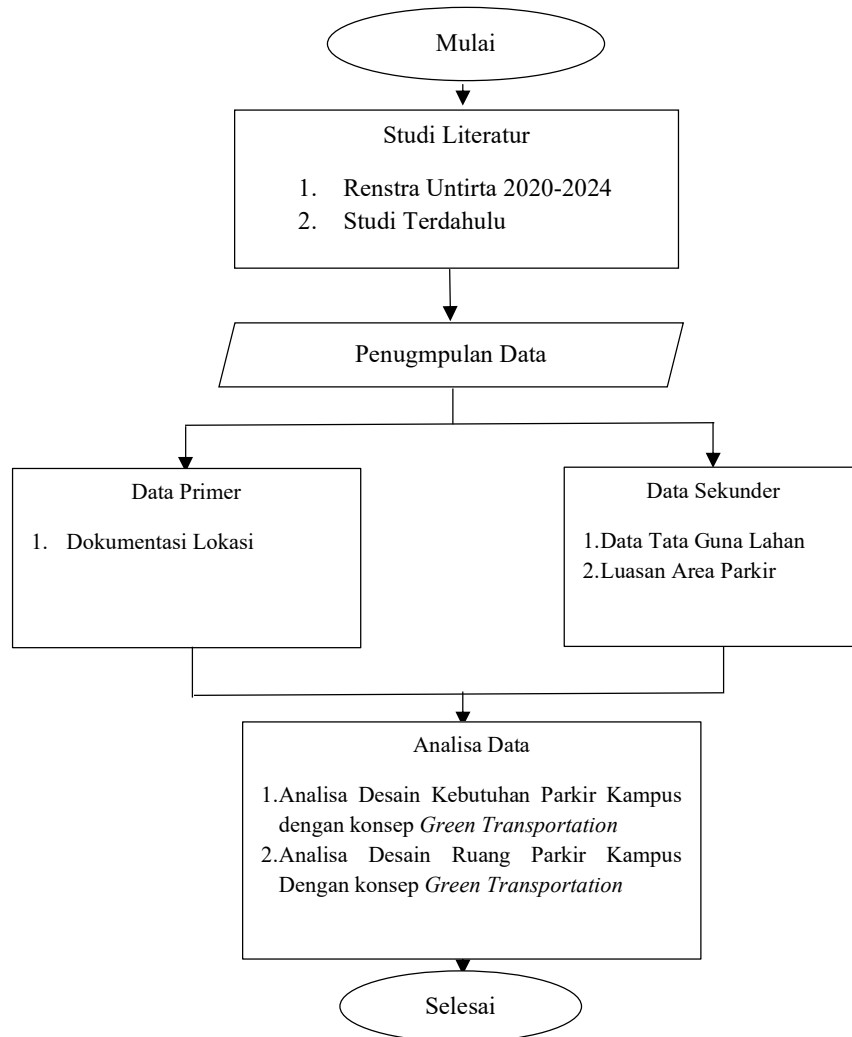 Mulai
Studi Literatur
1. Renstra Untirta 2020-2024
2. Studi Terdahulu
Penugmpulan Data
Data Primer
1. Dokumentasi Lokasi
Data Sekunder
1.Data Tata Guna Lahan
2.Luasan Area Parkir
Analisa Data
1.Analisa Desain Kebutuhan Parkir Kampus
dengan konsep Green Transportation
2.Analisa Desain Ruang Parkir Kampus
Dengan konsep Green Transportation
Selesai